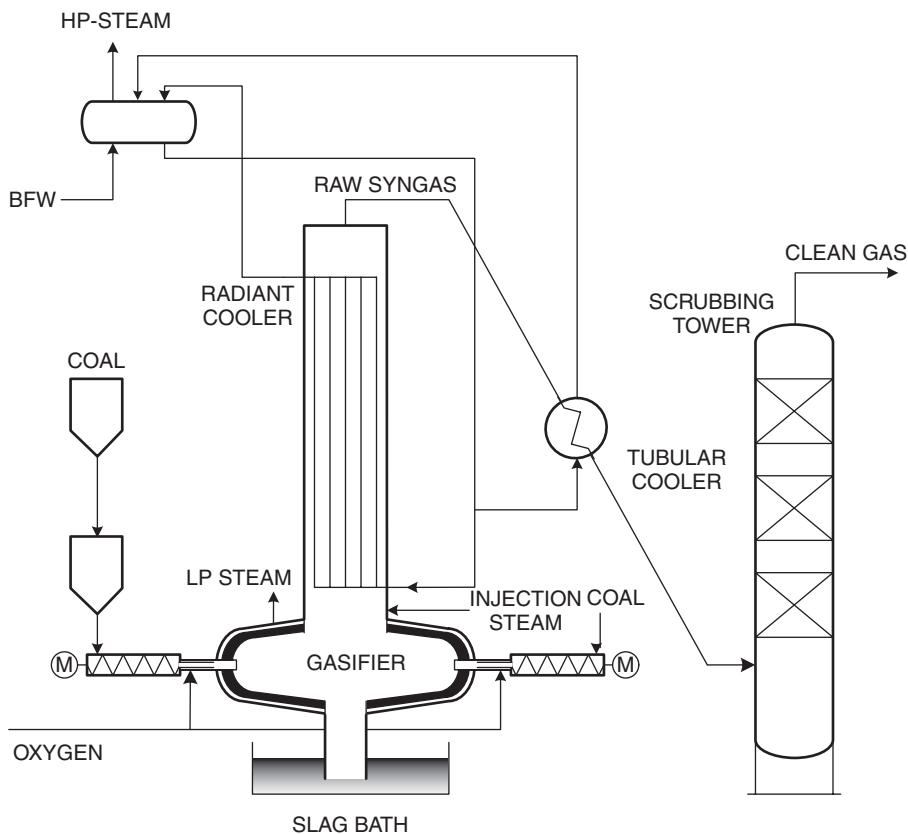 HP-STEAM
BFW
RAW SYNGAS
CLEAN GAS
RADIANT
COOLER
SCRUBBING
TOWER
COAL
TUBULAR
COOLER
LP STEAM
INJECTION COAL
STEAM
M
GASIFIER
M
OXYGEN
SLAG BATH